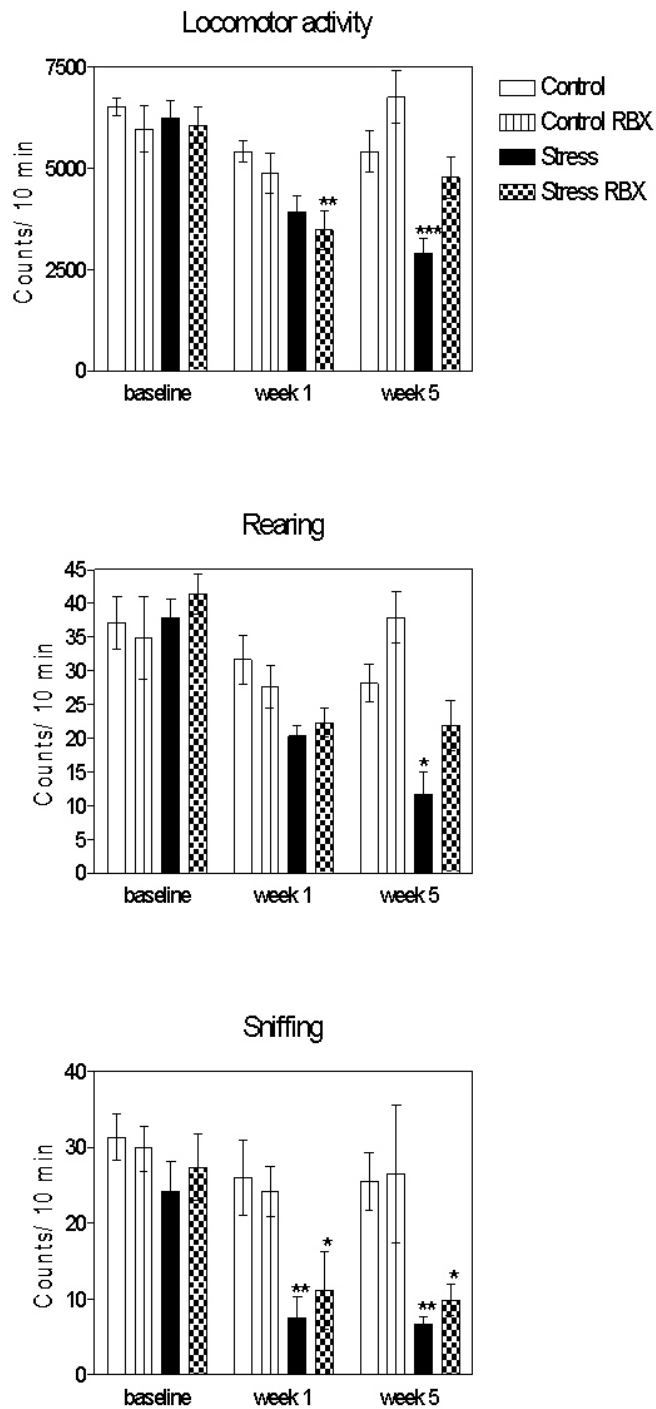 Locomotor activity
7500
5000
2500
0
Counts/ 10 min
**
***
baseline week 1 week 5
Control
Control RBX
Stress
Stress RBX
Rearing
45
40
35
30
25
20
15
10
5
0
Counts/ 10 min
*
baseline week 1 week 5
Sniffing
40
30
20
10
0
Counts/ 10 min
**
*
**
*
baseline week 1 week 5